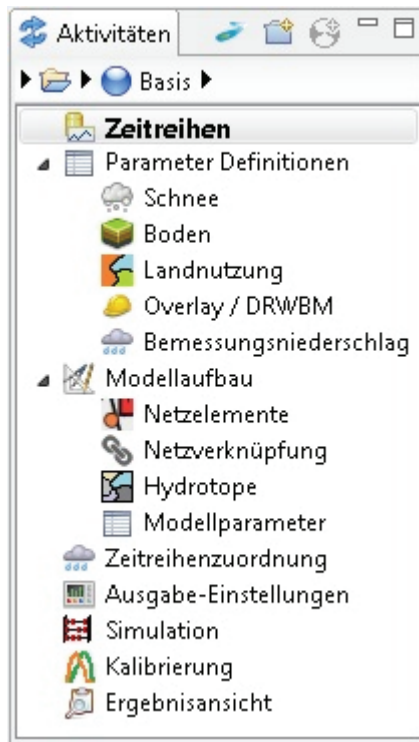 Aktivitäten
Basis
Zeitreihen
Parameter Definitionen
Schnee
Boden
Landnutzung
Overlay / DRWBM
Bemessungsniederschlag
Modellaufbau
Netzelemente
Netzverknüpfung
Hydrotope
Modellparameter
Zeitreihenzuordnung
Ausgabe-Einstellungen
Simulation
Kalibrierung
Ergebnisansicht